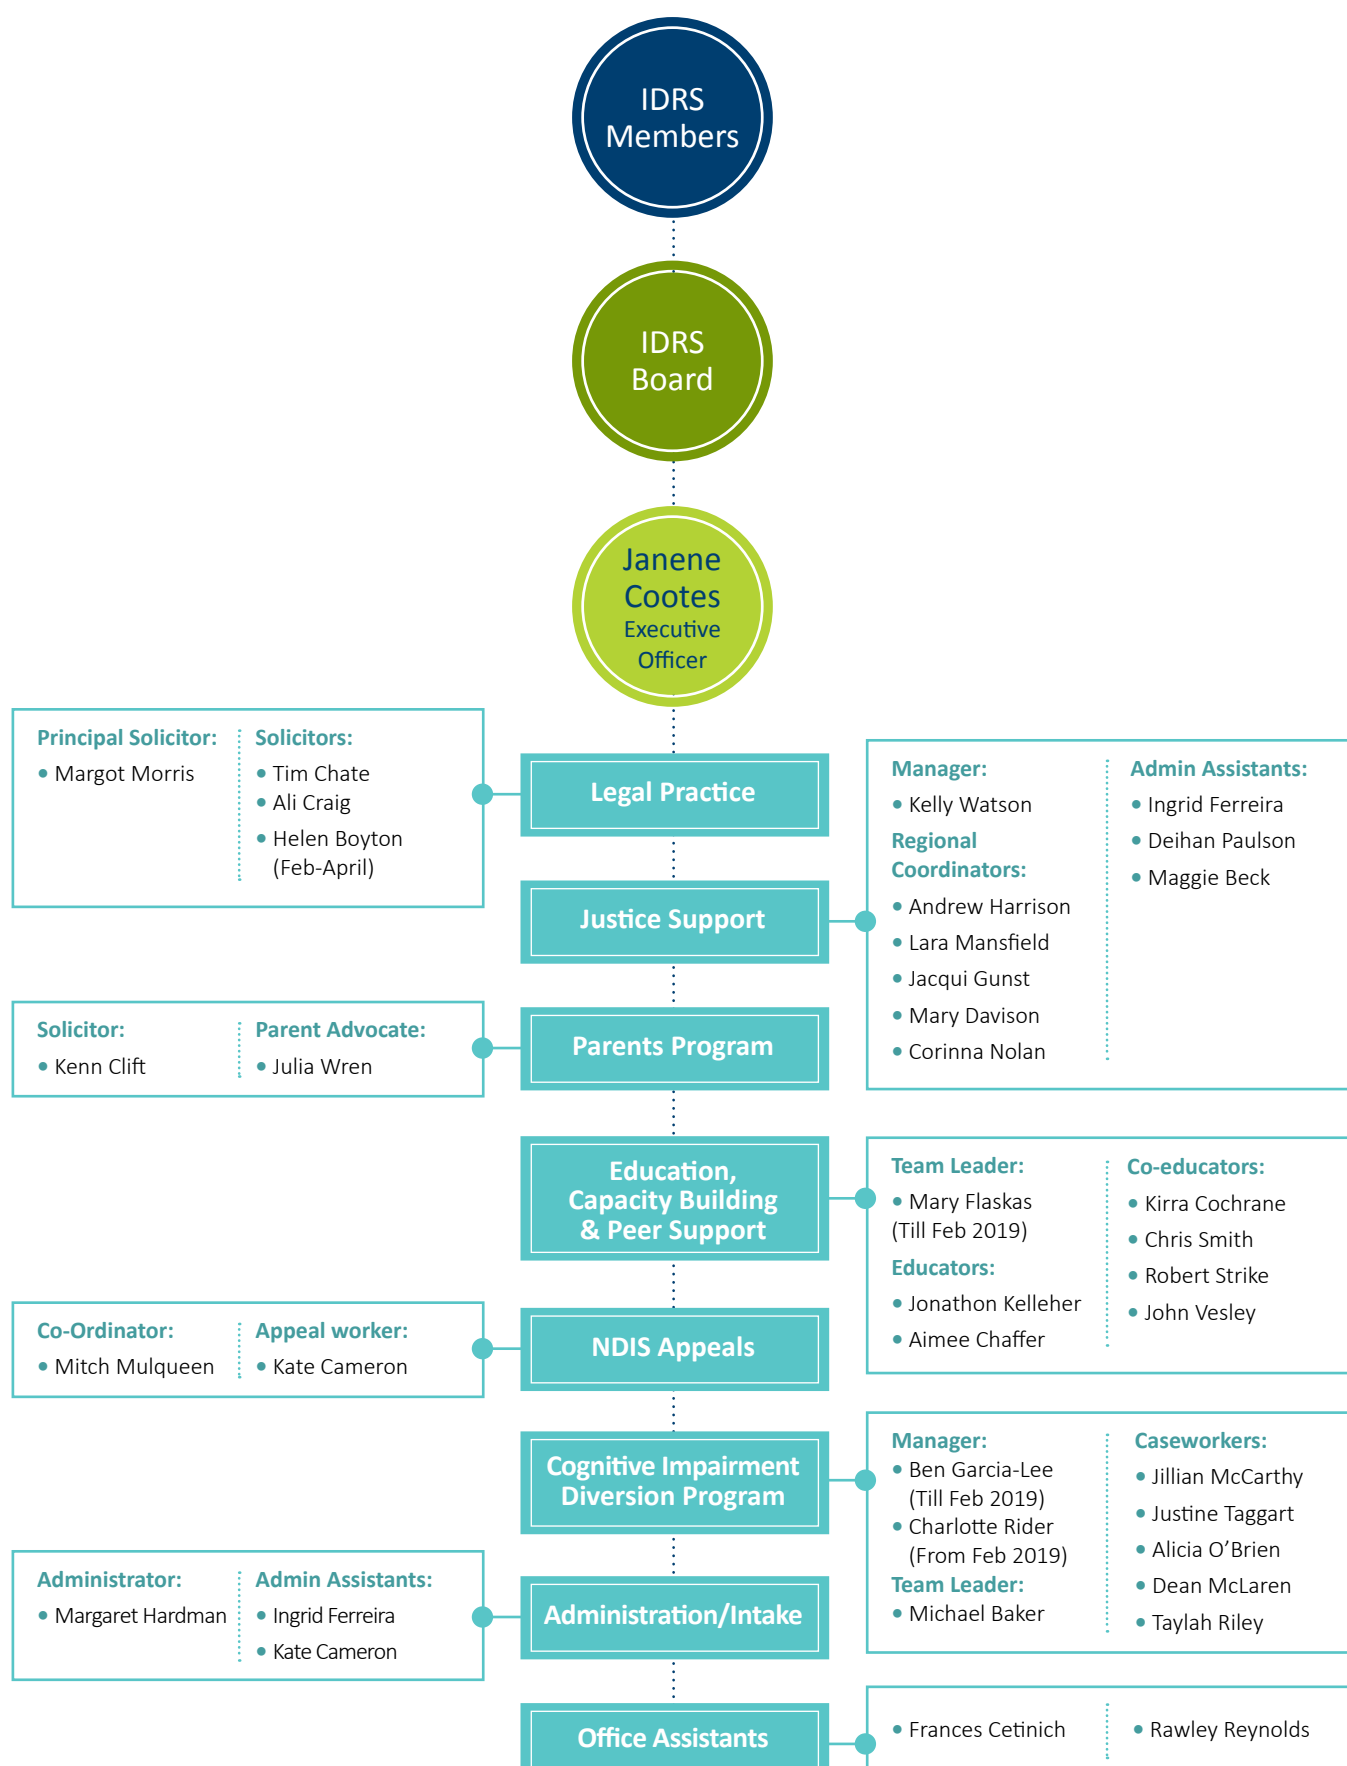 IDRS
Members
IDRS
Board
Janene
Cootes
Executive
Officer
Legal Practice
Principal Solicitor:
• Margot Morris
Solicitors:
• Tim Chate
• Ali Craig
• Helen Boyton
(Feb-April)
Justice Support
Manager:
• Kelly Watson
Regional
Coordinators:
• Andrew Harrison
• Lara Mansfield
• Jacqui Gunst
• Mary Davison
• Corinna Nolan
Admin Assistants:
• Ingrid Ferreira
• Deihan Paulson
• Maggie Beck
Parents Program
Solicitor:
• Kenn Clift
Parent Advocate:
• Julia Wren
Education,
Capacity Building
& Peer Support
Team Leader:
• Mary Flaskas
(Till Feb 2019)
Educators:
• Jonathon Kelleher
• Aimee Chaffer
Co-educators:
• Kirra Cochrane
• Chris Smith
• Robert Strike
• John Vesley
NDIS Appeals
Co-Ordinator:
• Mitch Mulqueen
Appeal worker:
• Kate Cameron
Cognitive Impairment
Diversion Program
Manager:
• Ben Garcia-Lee
(Till Feb 2019)
• Charlotte Rider
(From Feb 2019)
Team Leader:
• Michael Baker
Caseworkers:
• Jillian McCarthy
• Justine Taggart
• Alicia O’Brien
• Dean McLaren
• Taylah Riley
Administration/Intake
Administrator:
• Margaret Hardman
Admin Assistants:
• Ingrid Ferreira
• Kate Cameron
Office Assistants
• Frances Cetinich
• Rawley Reynolds